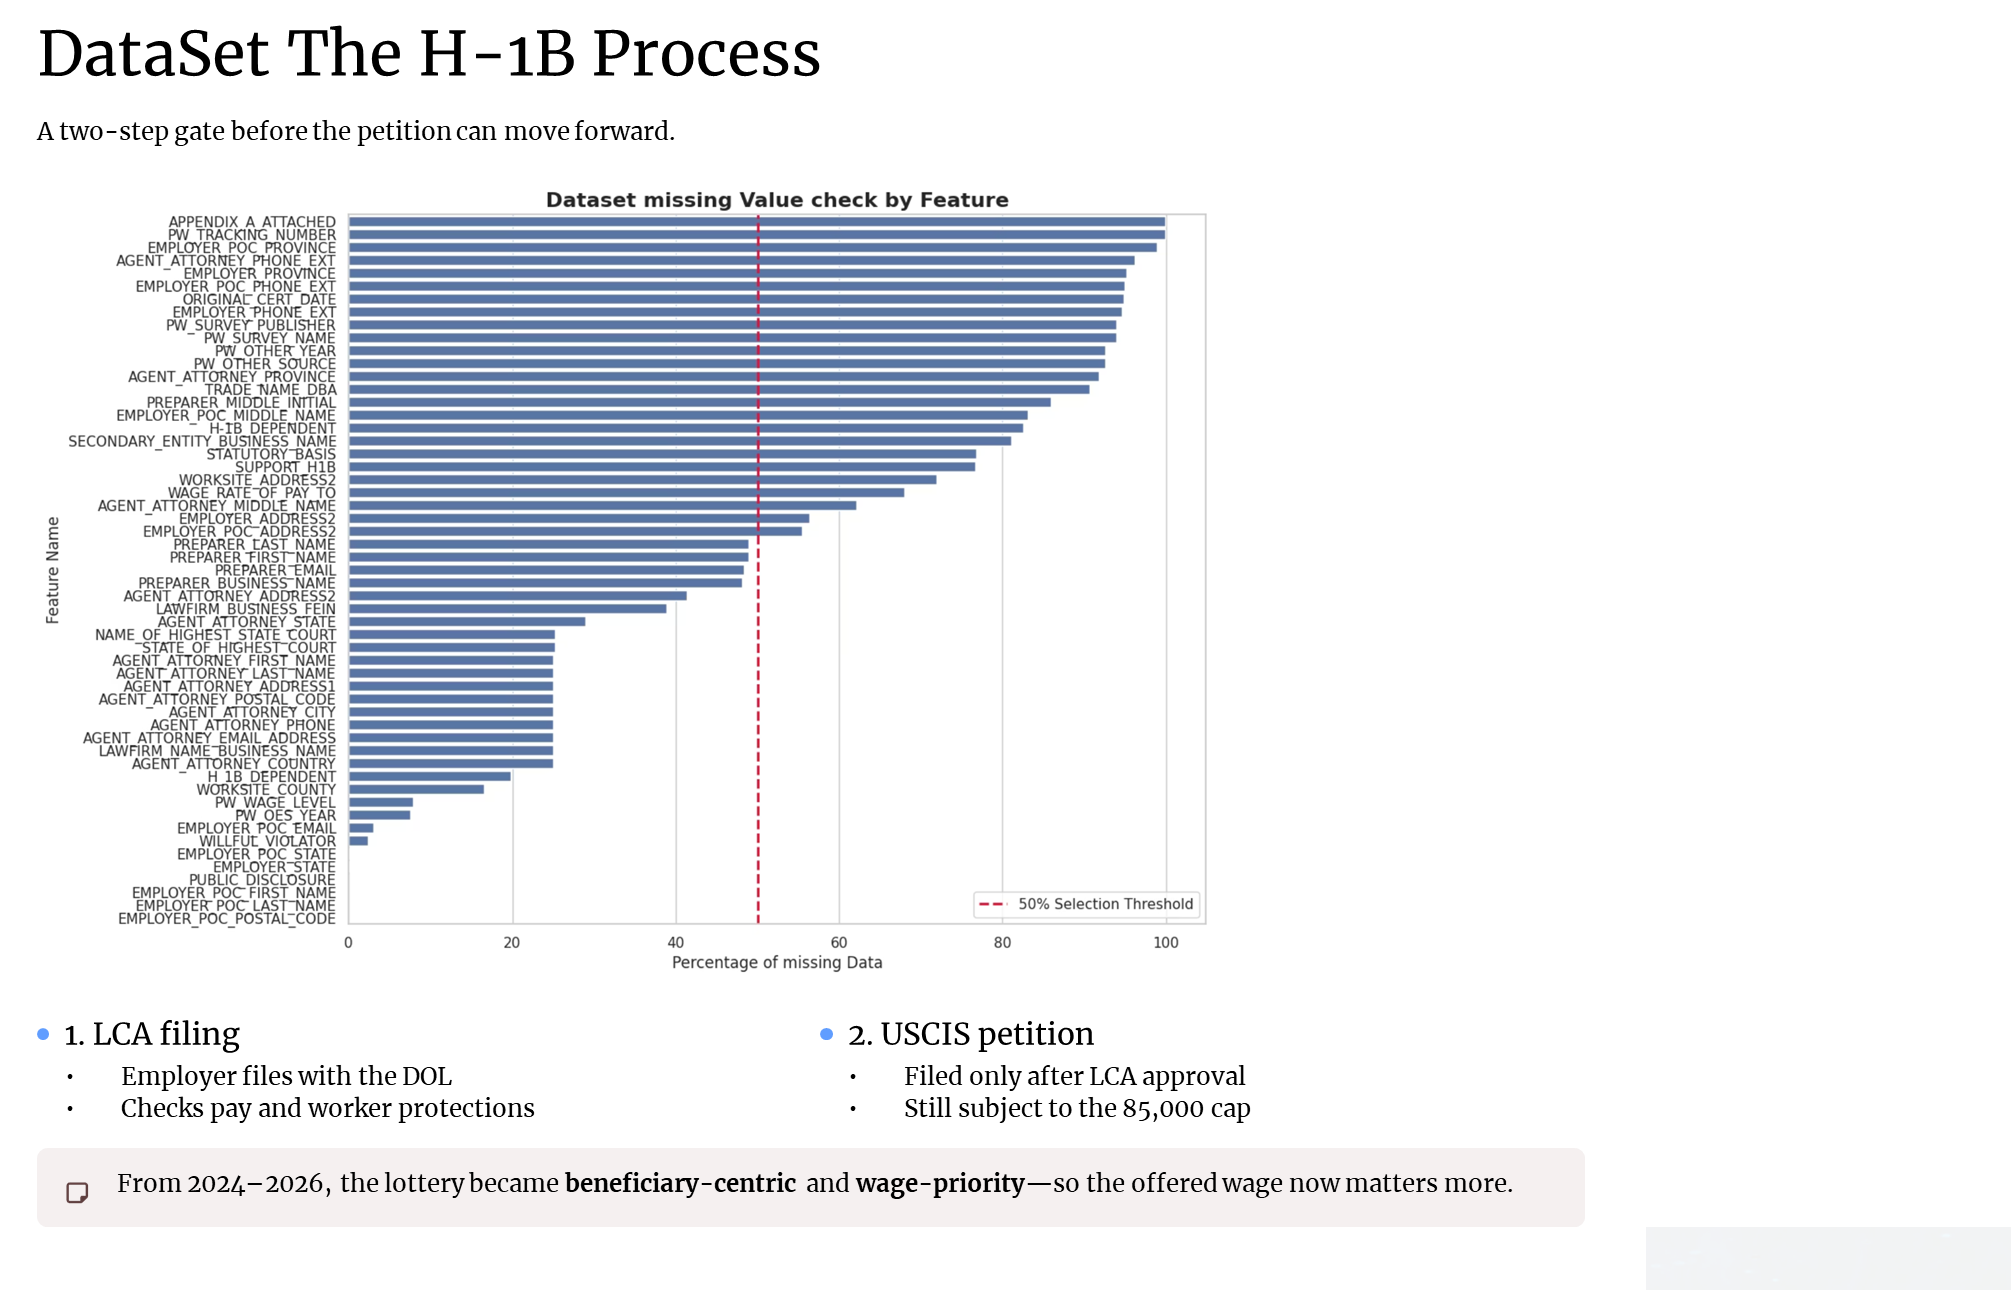 DataSet The H-1B Process
A two-step gate before the petition can move forward.
Dataset missing Value check by Feature
APPENDIX_A_ATTACHED
PW_TRACKING_NUMBER
EMPLOYER_POC_PROVINCE
AGENT_ATTORNEY_PHONE_EXT
EMPLOYER_PROVINCE
EMPLOYER_POC_PHONE_EXT
ORIGINAL_CERT_DATE
EMPLOYER_PHONE_EXT
PW_SURVEY_PUBLISHER
PW_SURVEY_NAME
PW_OTHER_YEAR
PW_OTHER_SOURCE
AGENT_ATTORNEY_PROVINCE
TRADE_NAME_DBA
PREPARER_MIDDLE_INITIAL
EMPLOYER_POC_MIDDLE_NAME
H-1B_DEPENDENT
SECONDARY_ENTITY_BUSINESS_NAME
STATUTORY_BASIS
SUPPORT_H1B
WORKSITE_ADDRESS2
WAGE_RATE_OF_PAY_TO
AGENT_ATTORNEY_MIDDLE_NAME
EMPLOYER_ADDRESS2
EMPLOYER_POC_ADDRESS2
PREPARER_LAST_NAME
PREPARER_FIRST_NAME
PREPARER_EMAIL
PREPARER_BUSINESS_NAME
AGENT_ATTORNEY_ADDRESS2
LAWFIRM_BUSINESS_FEIN
AGENT_ATTORNEY_STATE
NAME_OF_HIGHEST_STATE_COURT
STATE_OF_HIGHEST_COURT
AGENT_ATTORNEY_FIRST_NAME
AGENT_ATTORNEY_LAST_NAME
AGENT_ATTORNEY_ADDRESS1
AGENT_ATTORNEY_POSTAL_CODE
AGENT_ATTORNEY_CITY
AGENT_ATTORNEY_PHONE
AGENT_ATTORNEY_EMAIL_ADDRESS
LAWFIRM_NAME_BUSINESS_NAME
AGENT_ATTORNEY_COUNTRY
H_1B_DEPENDENT
WORKSITE_COUNTY
PW_WAGE_LEVEL
PW_OES_YEAR
EMPLOYER_POC_EMAIL
WILLFUL_VIOLATOR
EMPLOYER_POC_STATE
EMPLOYER_STATE
PUBLIC_DISCLOSURE
EMPLOYER_POC_FIRST_NAME
EMPLOYER_POC_LAST_NAME
EMPLOYER_POC_POSTAL_CODE
Feature Name
50% Selection Threshold
0 20 40 60 80 100
Percentage of missing Data
1. LCA filing
• Employer files with the DOL
• Checks pay and worker protections
2. USCIS petition
• Filed only after LCA approval
• Still subject to the 85,000 cap
From 2024–2026, the lottery became beneficiary-centric and wage-priority—so the offered wage now matters more.